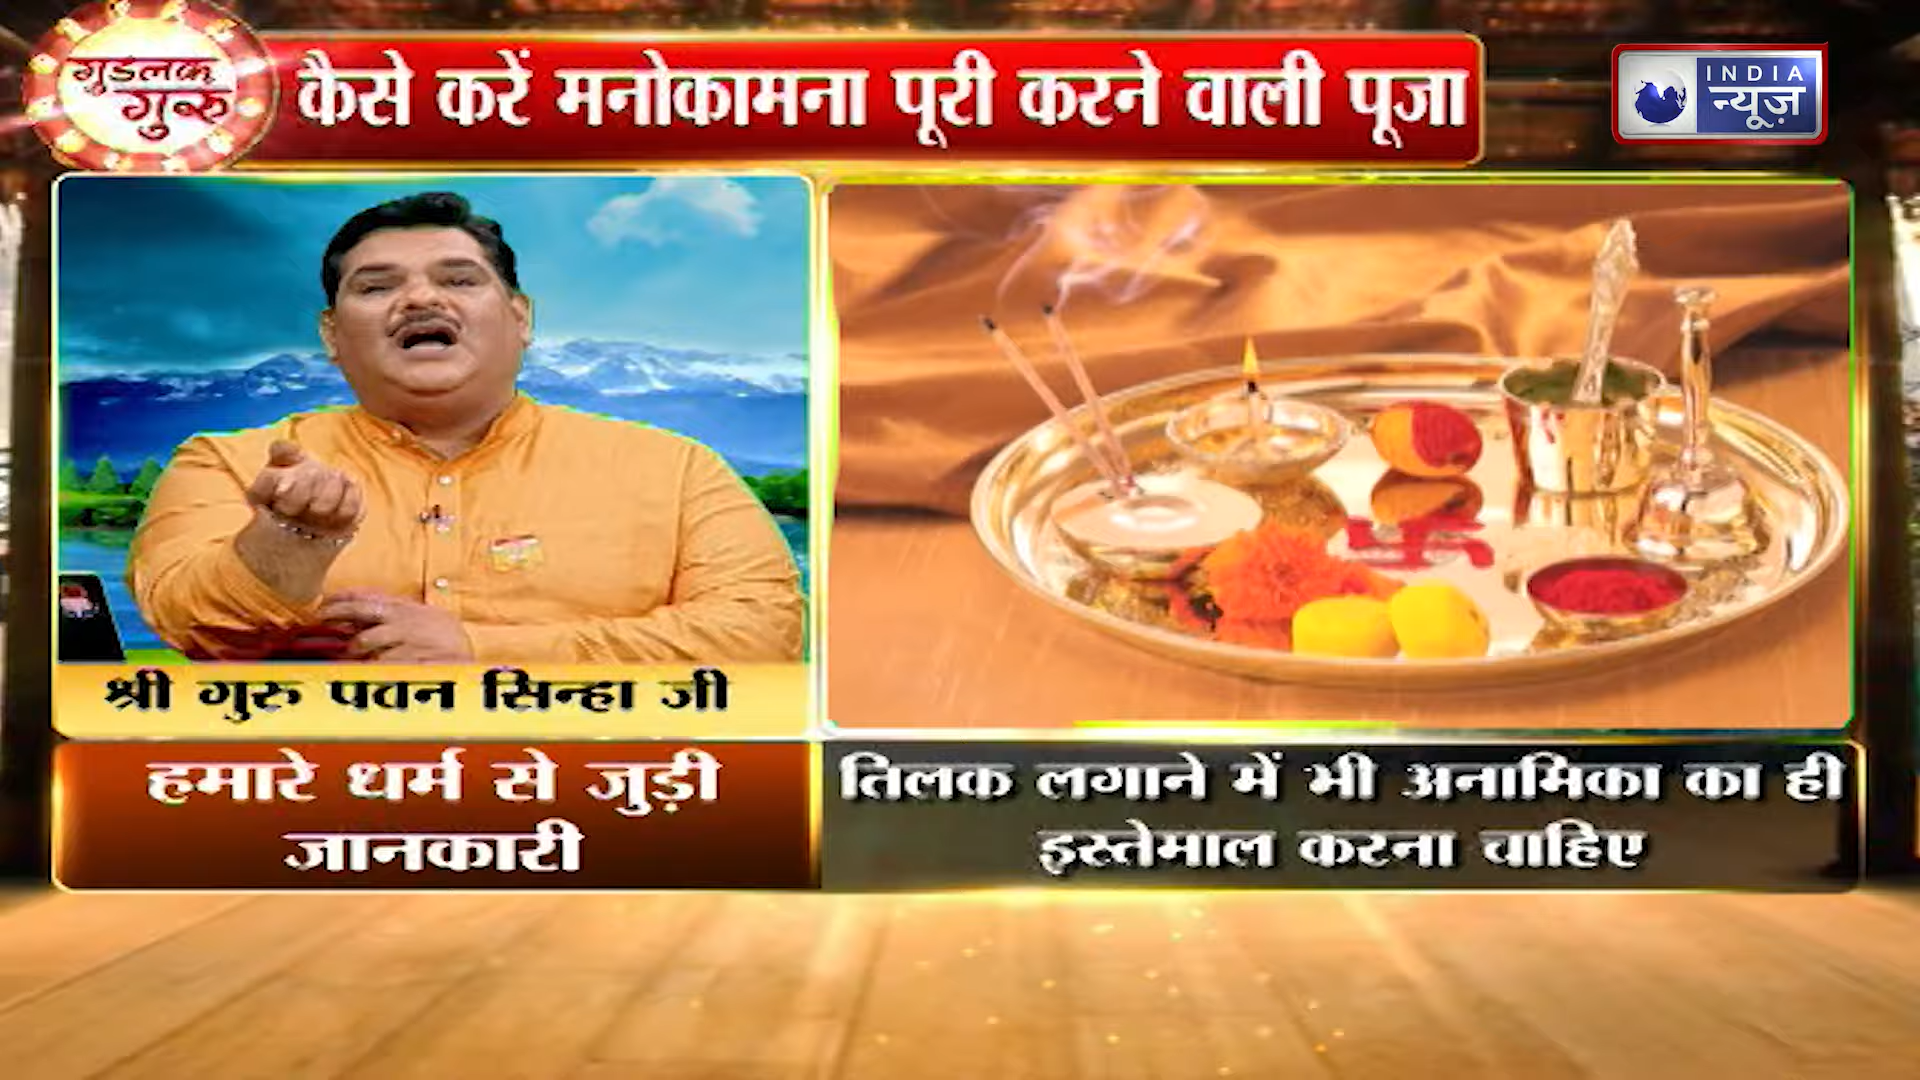 गुडलक
गुरु
कैसे करें मनोकामना पूरी करने वाली पूजा
INDIA
न्यूज़
श्री गुरु पवन सिन्हा जी
हमारे धर्म से जुड़ी
जानकारी
तिलक लगाने में भी अनामिका का ही
इस्तेमाल करना चाहिए